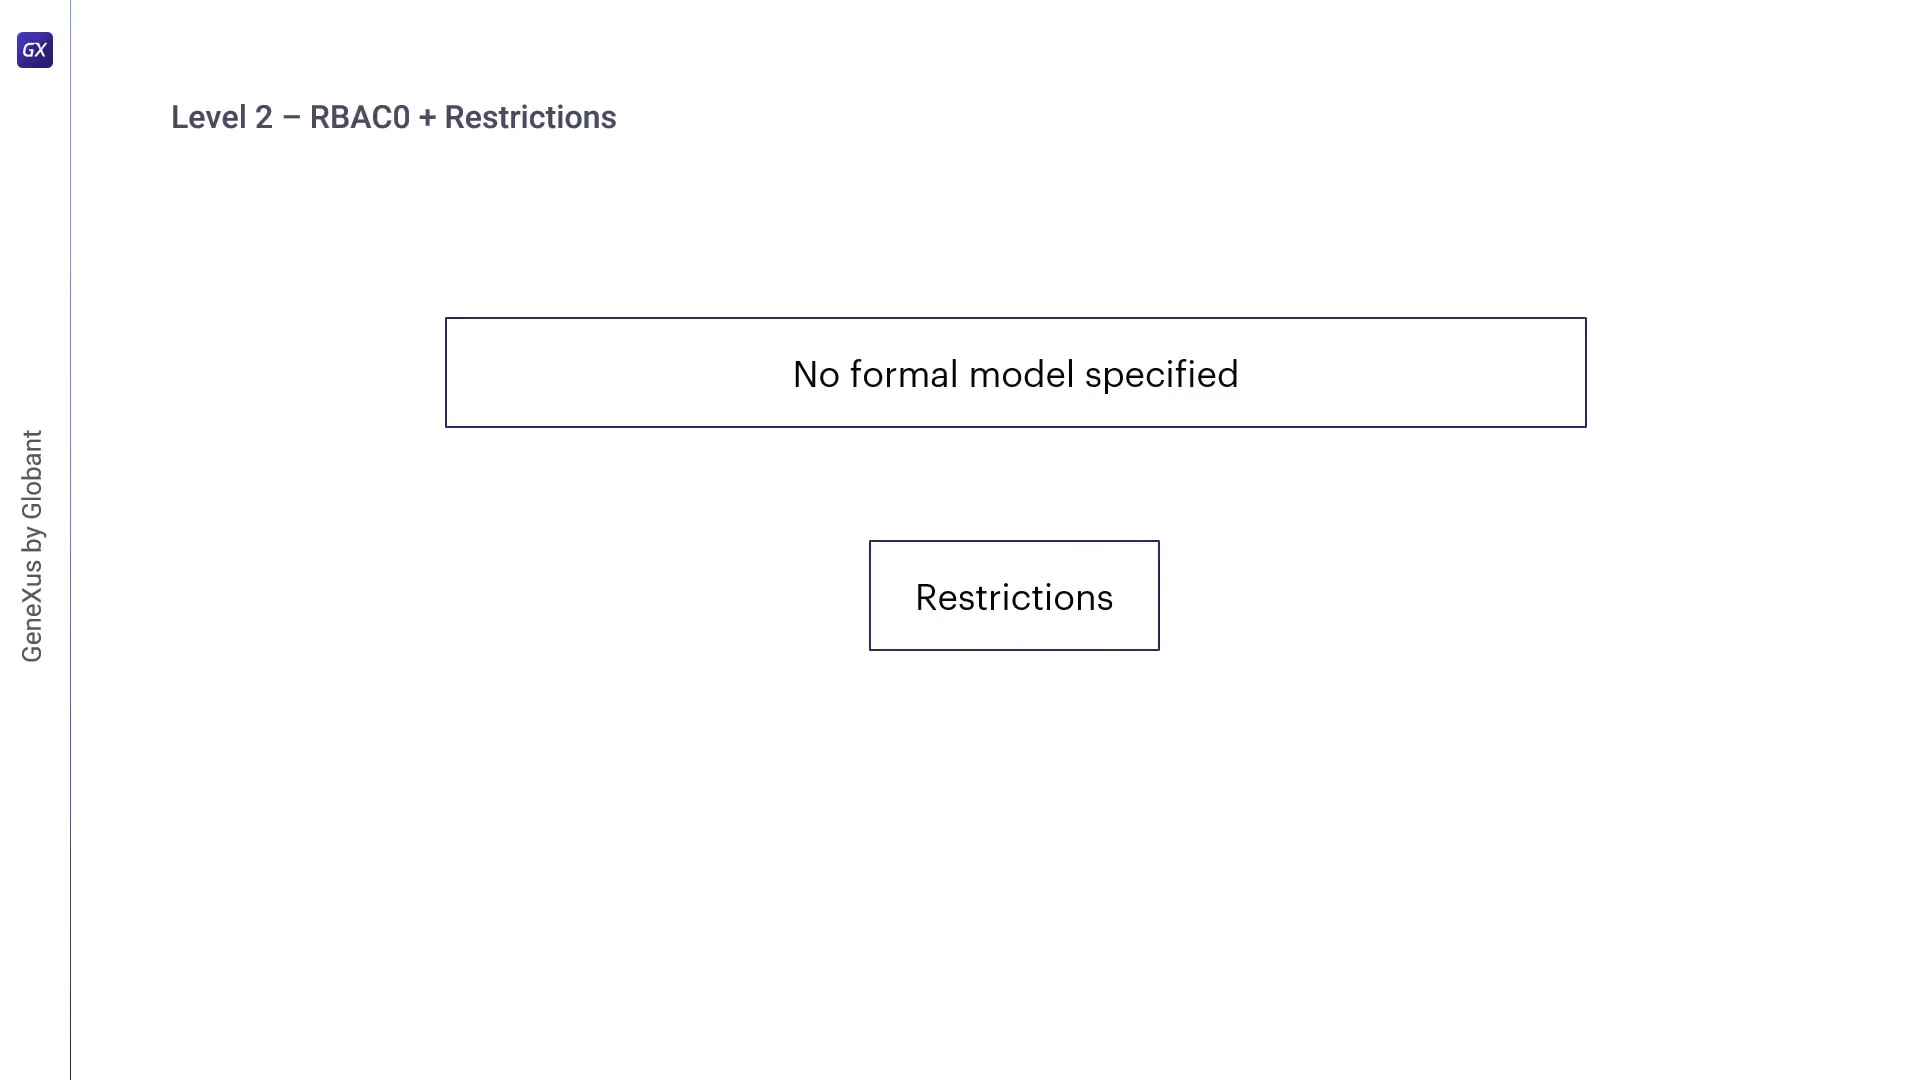 GX
Level 2 – RBAC0 + Restrictions
No formal model specified
Restrictions
GeneXus by Globant